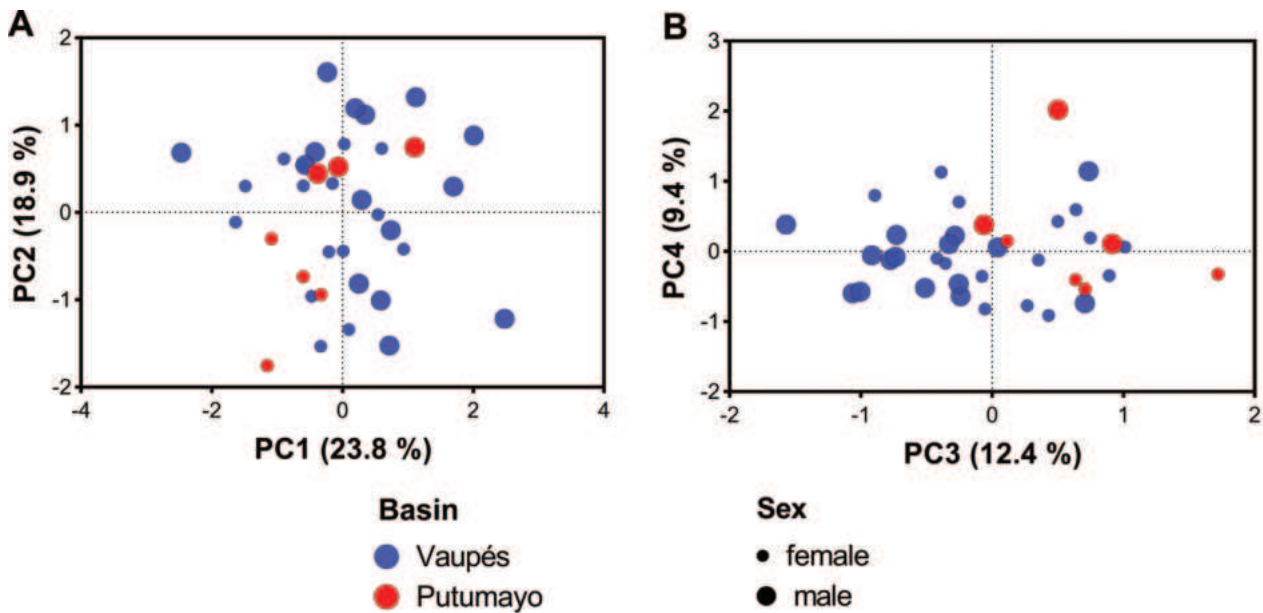 A
B
2
1
0
-1
-2
PC2 (18.9 %)
-4
-2
0
2
4
PC1 (23.8 %)
3
2
1
0
-1
-2
PC4 (9.4 %)
-2
-1
0
1
2
PC3 (12.4 %)
Basin
Vaupés
Putumayo
Sex
female
male